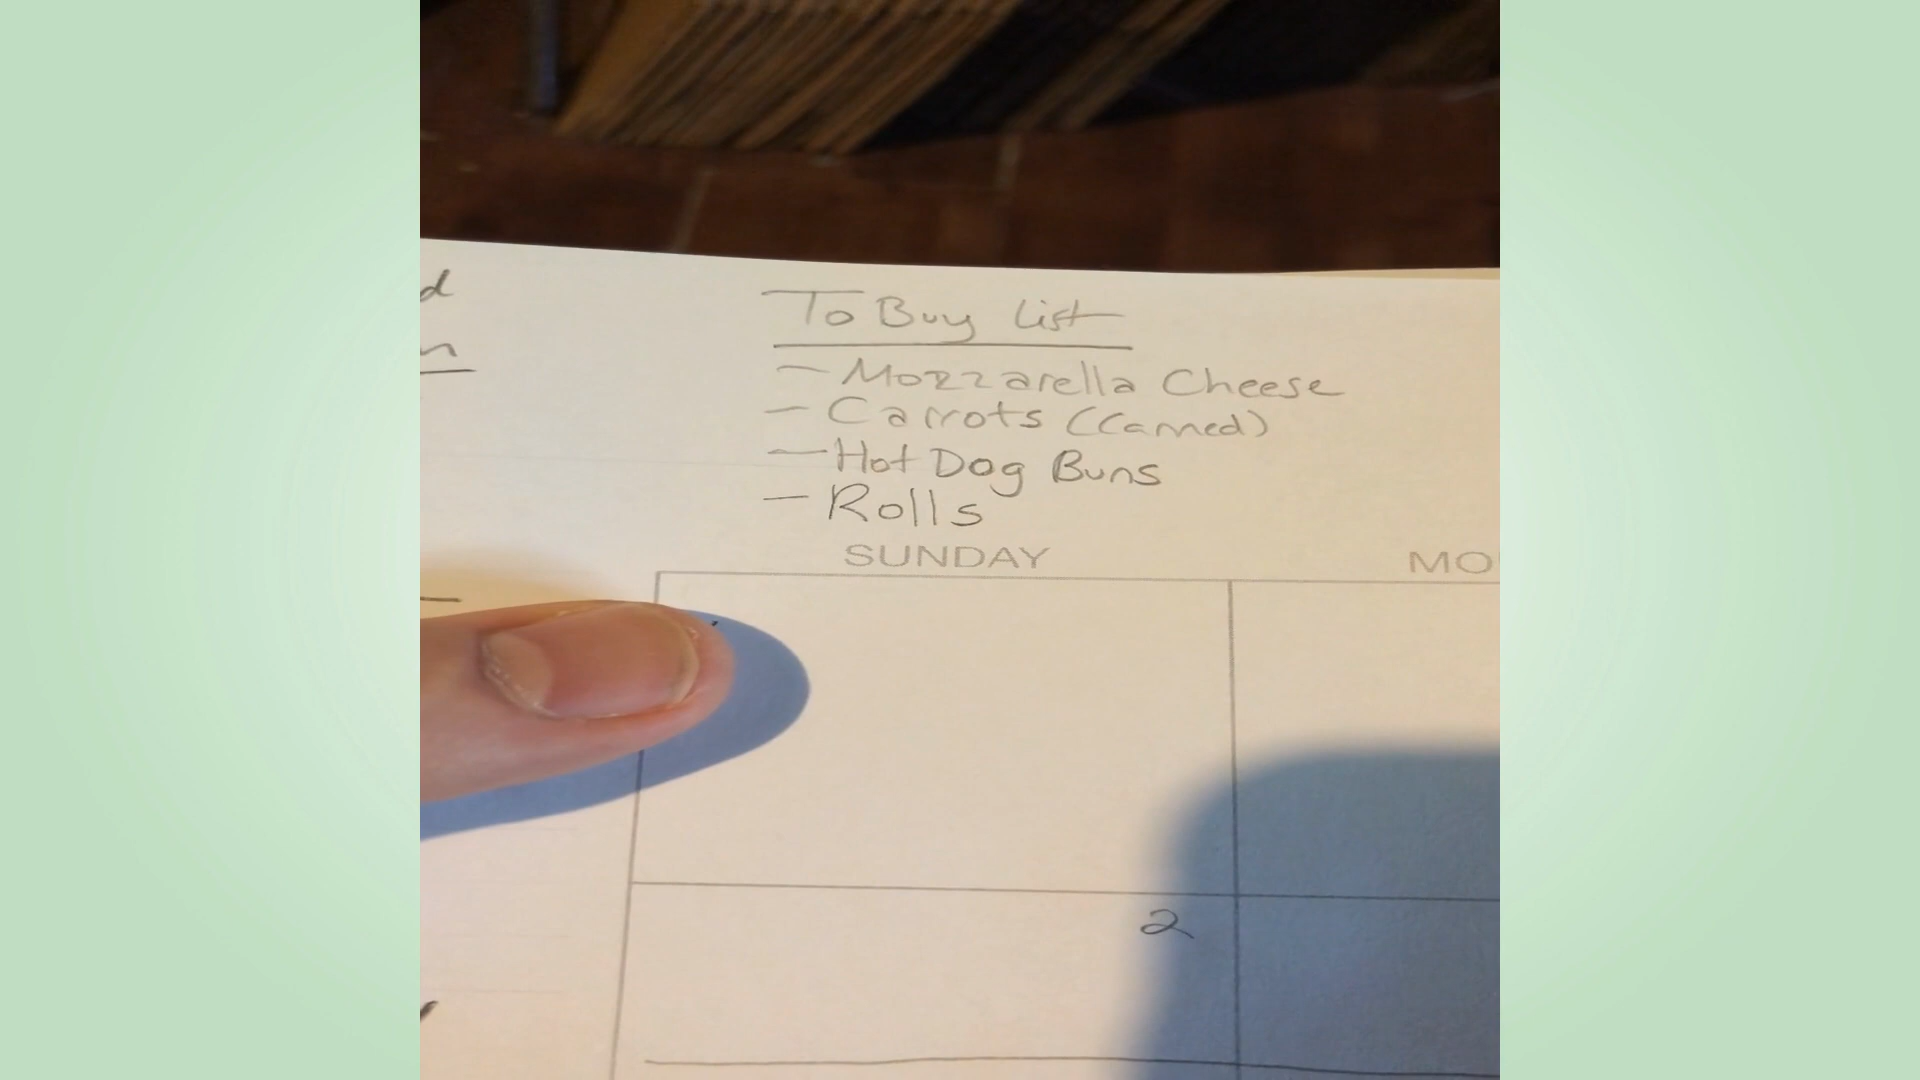 To Buy List
- Mozzarella Cheese
- Carrots (Canned)
- Hot Dog Buns
- Rolls
SUNDAY
2